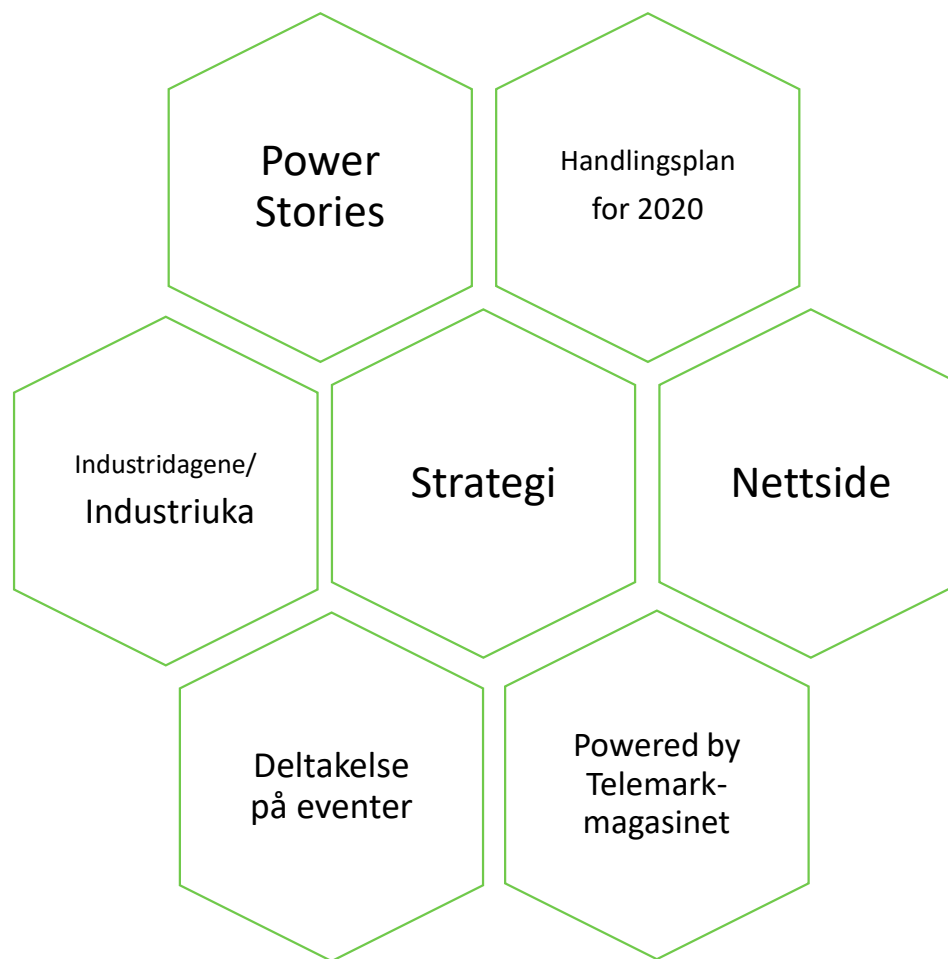 Power
Stories
Handlingsplan
for 2020
Industridagene/
Industriuka
Strategi
Nettside
Deltakelse
på eventer
Powered by
Telemark-
magasinet